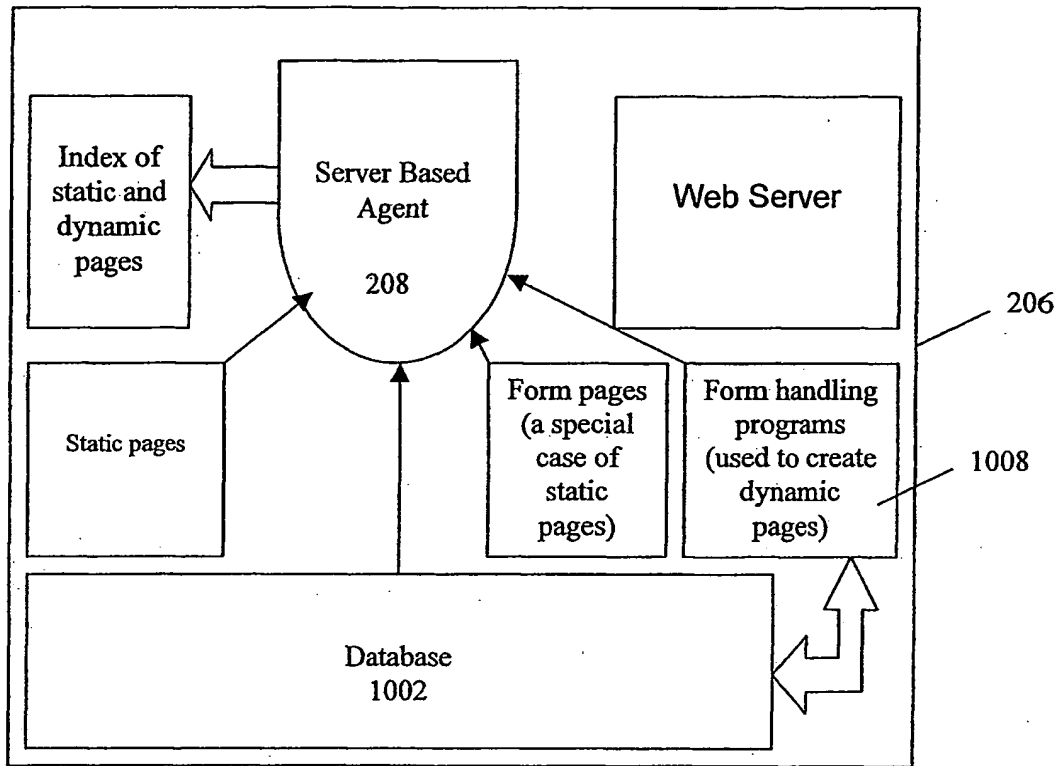 Index of
static and
dynamic
pages
Server Based
Agent
208
Web Server
206
Static pages
Form pages
(a special
case of
static
pages)
Form handling
programs
(used to create
dynamic
pages)
1008
Database
1002